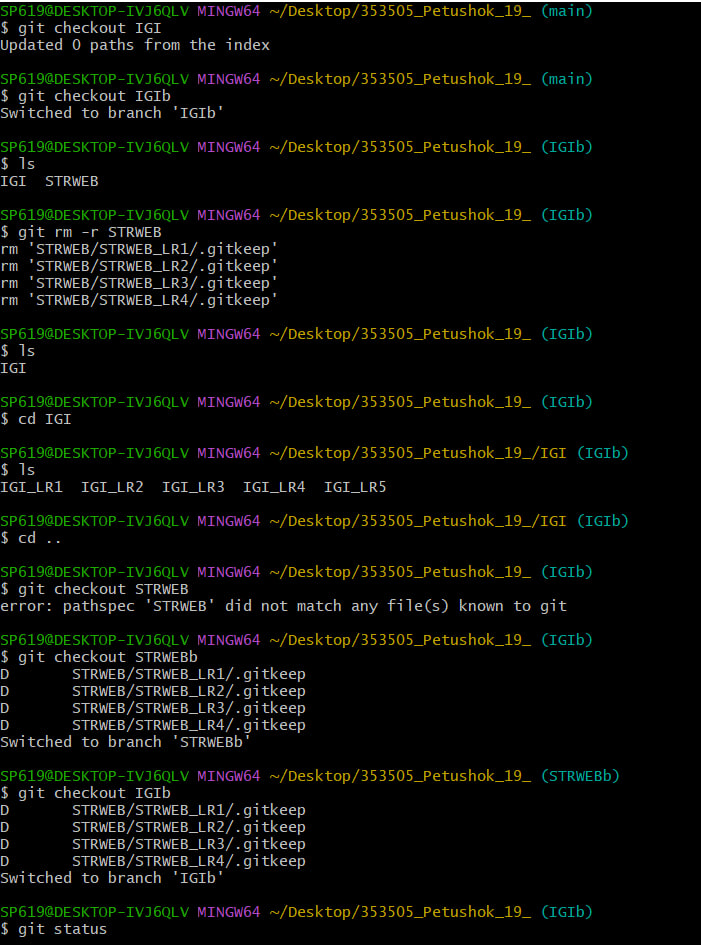 SP619@DESKTOP-IVJ6QLV MINGW64 ~/Desktop/353505_Petushok_19_ (main)
$ git checkout IGI
Updated 0 paths from the index
SP619@DESKTOP-IVJ6QLV MINGW64 ~/Desktop/353505_Petushok_19_ (main)
$ git checkout IGIb
Switched to branch 'IGIb'
SP619@DESKTOP-IVJ6QLV MINGW64 ~/Desktop/353505_Petushok_19_ (IGIb)
$ ls
IGI  STRWEB
SP619@DESKTOP-IVJ6QLV MINGW64 ~/Desktop/353505_Petushok_19_ (IGIb)
$ git rm -r STRWEB
rm 'STRWEB/STRWEB_LR1/.gitkeep'
rm 'STRWEB/STRWEB_LR2/.gitkeep'
rm 'STRWEB/STRWEB_LR3/.gitkeep'
rm 'STRWEB/STRWEB_LR4/.gitkeep'
SP619@DESKTOP-IVJ6QLV MINGW64 ~/Desktop/353505_Petushok_19_ (IGIb)
$ ls
IGI
SP619@DESKTOP-IVJ6QLV MINGW64 ~/Desktop/353505_Petushok_19_ (IGIb)
$ cd IGI
SP619@DESKTOP-IVJ6QLV MINGW64 ~/Desktop/353505_Petushok_19_/IGI (IGIb)
$ ls
IGI_LR1  IGI_LR2  IGI_LR3  IGI_LR4  IGI_LR5
SP619@DESKTOP-IVJ6QLV MINGW64 ~/Desktop/353505_Petushok_19_/IGI (IGIb)
$ cd ..
SP619@DESKTOP-IVJ6QLV MINGW64 ~/Desktop/353505_Petushok_19_ (IGIb)
$ git checkout STRWEB
error: pathspec 'STRWEB' did not match any file(s) known to git
SP619@DESKTOP-IVJ6QLV MINGW64 ~/Desktop/353505_Petushok_19_ (IGIb)
$ git checkout STRWEBb
D       STRWEB/STRWEB_LR1/.gitkeep
D       STRWEB/STRWEB_LR2/.gitkeep
D       STRWEB/STRWEB_LR3/.gitkeep
D       STRWEB/STRWEB_LR4/.gitkeep
Switched to branch 'STRWEBb'
SP619@DESKTOP-IVJ6QLV MINGW64 ~/Desktop/353505_Petushok_19_ (STRWEBb)
$ git checkout IGIb
D       STRWEB/STRWEB_LR1/.gitkeep
D       STRWEB/STRWEB_LR2/.gitkeep
D       STRWEB/STRWEB_LR3/.gitkeep
D       STRWEB/STRWEB_LR4/.gitkeep
Switched to branch 'IGIb'
SP619@DESKTOP-IVJ6QLV MINGW64 ~/Desktop/353505_Petushok_19_ (IGIb)
$ git status